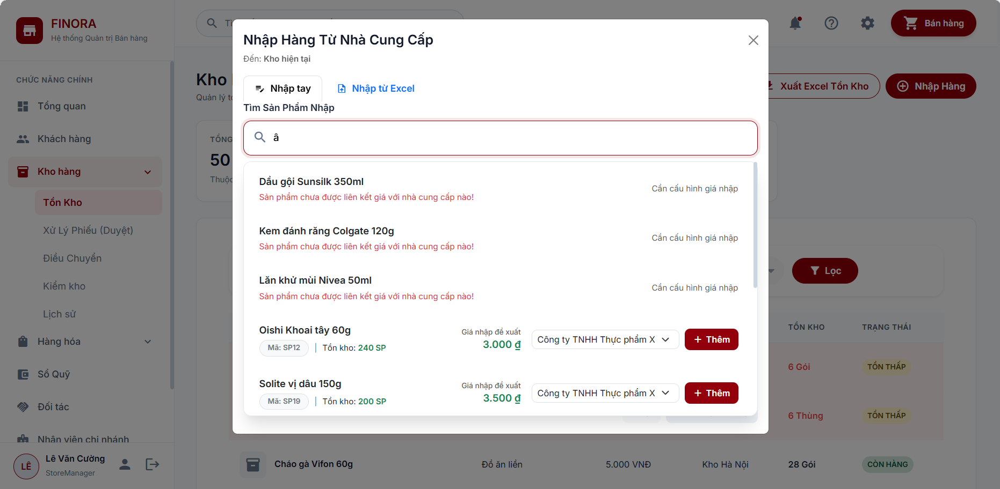 FINORA
Hệ thống Quản trị Bán hàng
Bán hàng
CHỨC NĂNG CHÍNH
Tổng quan
Khách hàng
Kho hàng
Tồn Kho
Xử Lý Phiếu (Duyệt)
Điều Chuyển
Kiểm kho
Lịch sử
Hàng hóa
Sổ Quỹ
Đối tác
Nhân viên chi nhánh
LÊ
Lê Văn Cường
StoreManager
Kho
Quản lý
Xuất Excel Tồn Kho
Nhập Hàng
TỔNG
50
Thuộc
Nhập Hàng Từ Nhà Cung Cấp
Đến: Kho hiện tại
Nhập tay
Nhập từ Excel
Tìm Sản Phẩm Nhập
â
Dầu gội Sunsilk 350ml
Sản phẩm chưa được liên kết giá với nhà cung cấp nào!
Cần cấu hình giá nhập
Kem đánh răng Colgate 120g
Sản phẩm chưa được liên kết giá với nhà cung cấp nào!
Cần cấu hình giá nhập
Lăn khử mùi Nivea 50ml
Sản phẩm chưa được liên kết giá với nhà cung cấp nào!
Cần cấu hình giá nhập
Oishi Khoai tây 60g
Mã: SP12 | Tồn kho: 240 SP
Giá nhập đề xuất
3.000 ₫
Công ty TNHH Thực phẩm X
+ Thêm
Solite vị dâu 150g
Mã: SP19 | Tồn kho: 200 SP
Giá nhập đề xuất
3.500 ₫
Công ty TNHH Thực phẩm X
+ Thêm
Lọc
TỒN KHO TRẠNG THÁI
6 Gói TỒN THẤP
6 Thùng TỒN THẤP
Cháo gà Vifon 60g Đồ ăn liền 5.000 VNĐ Kho Hà Nội 28 Gói CÒN HÀNG